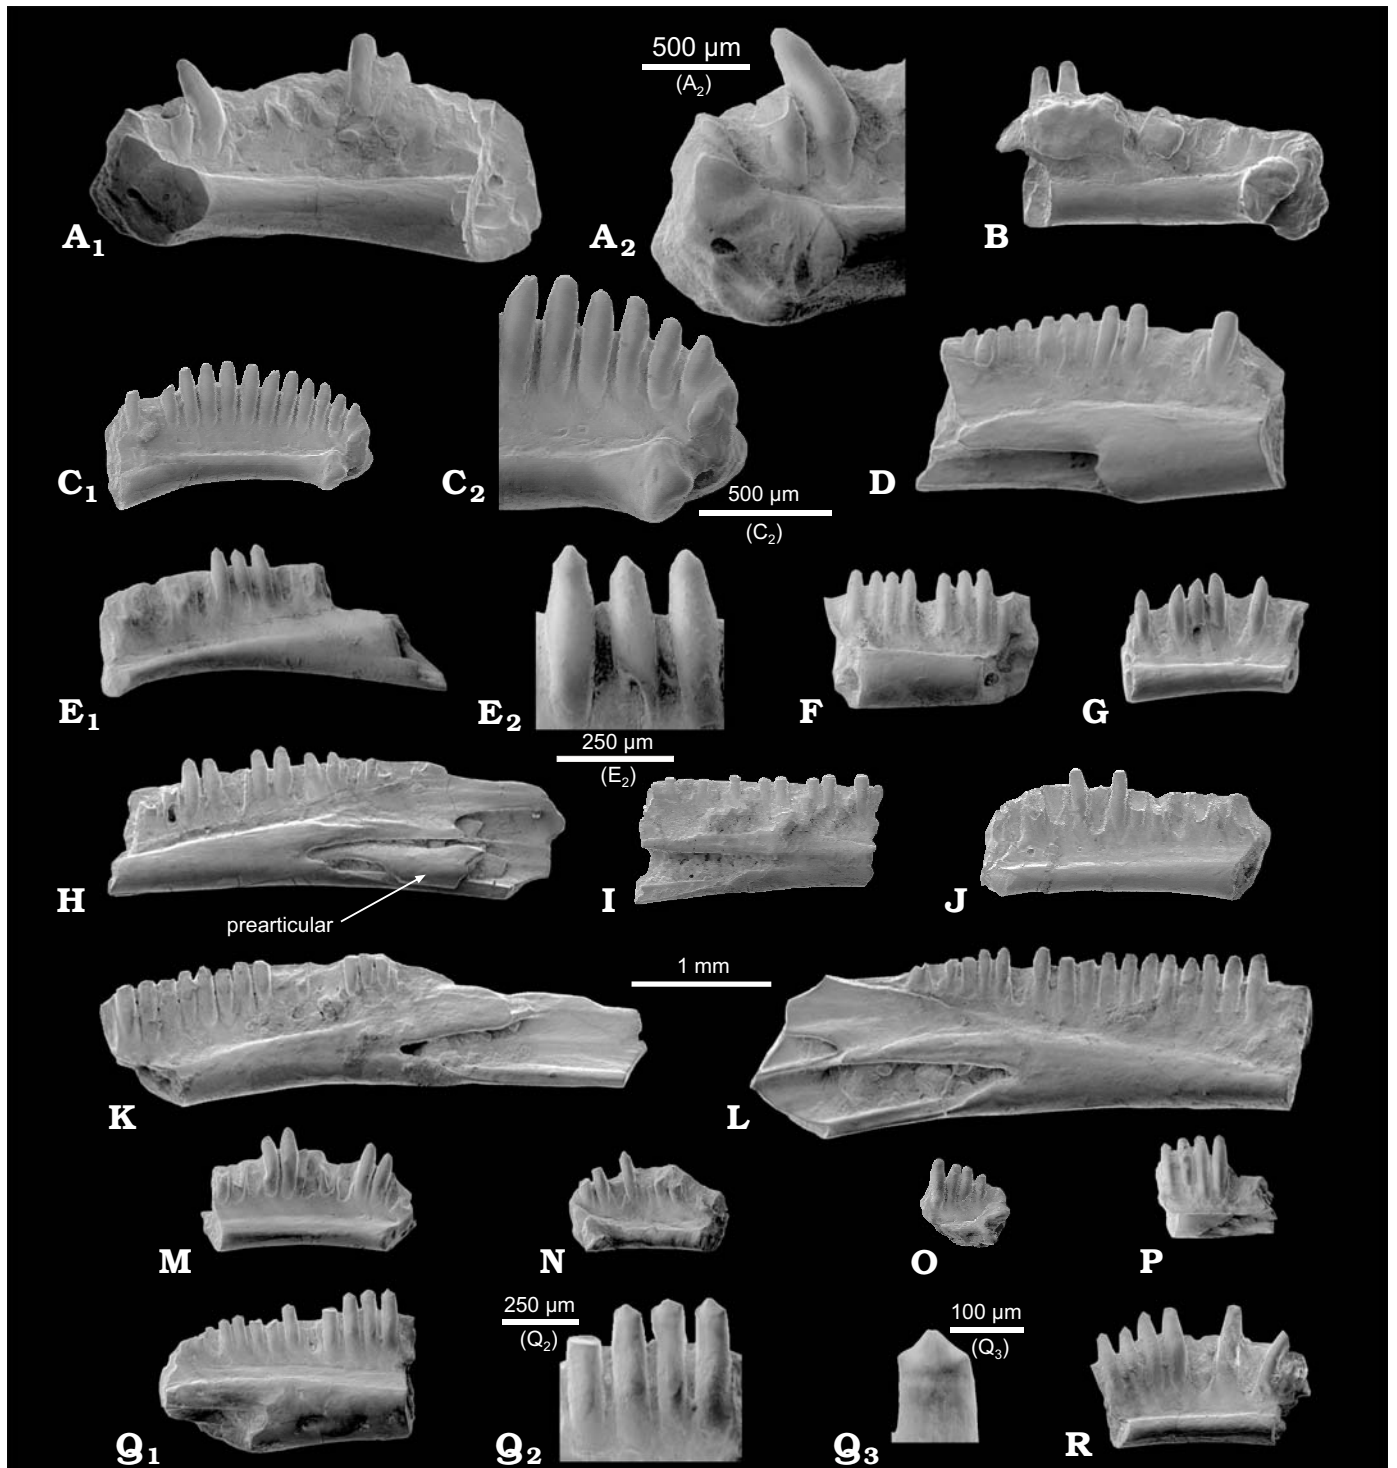 500 µm
(A2)
A1
A2
B
C1
C2
500 µm
(C2)
D
E1
E2
250 µm
(E2)
F
G
H
prearticular
I
J
1 mm
K
L
M
N
O
P
250 µm
(Q2)
100 µm
(Q3)
Q1
Q2
Q3
R